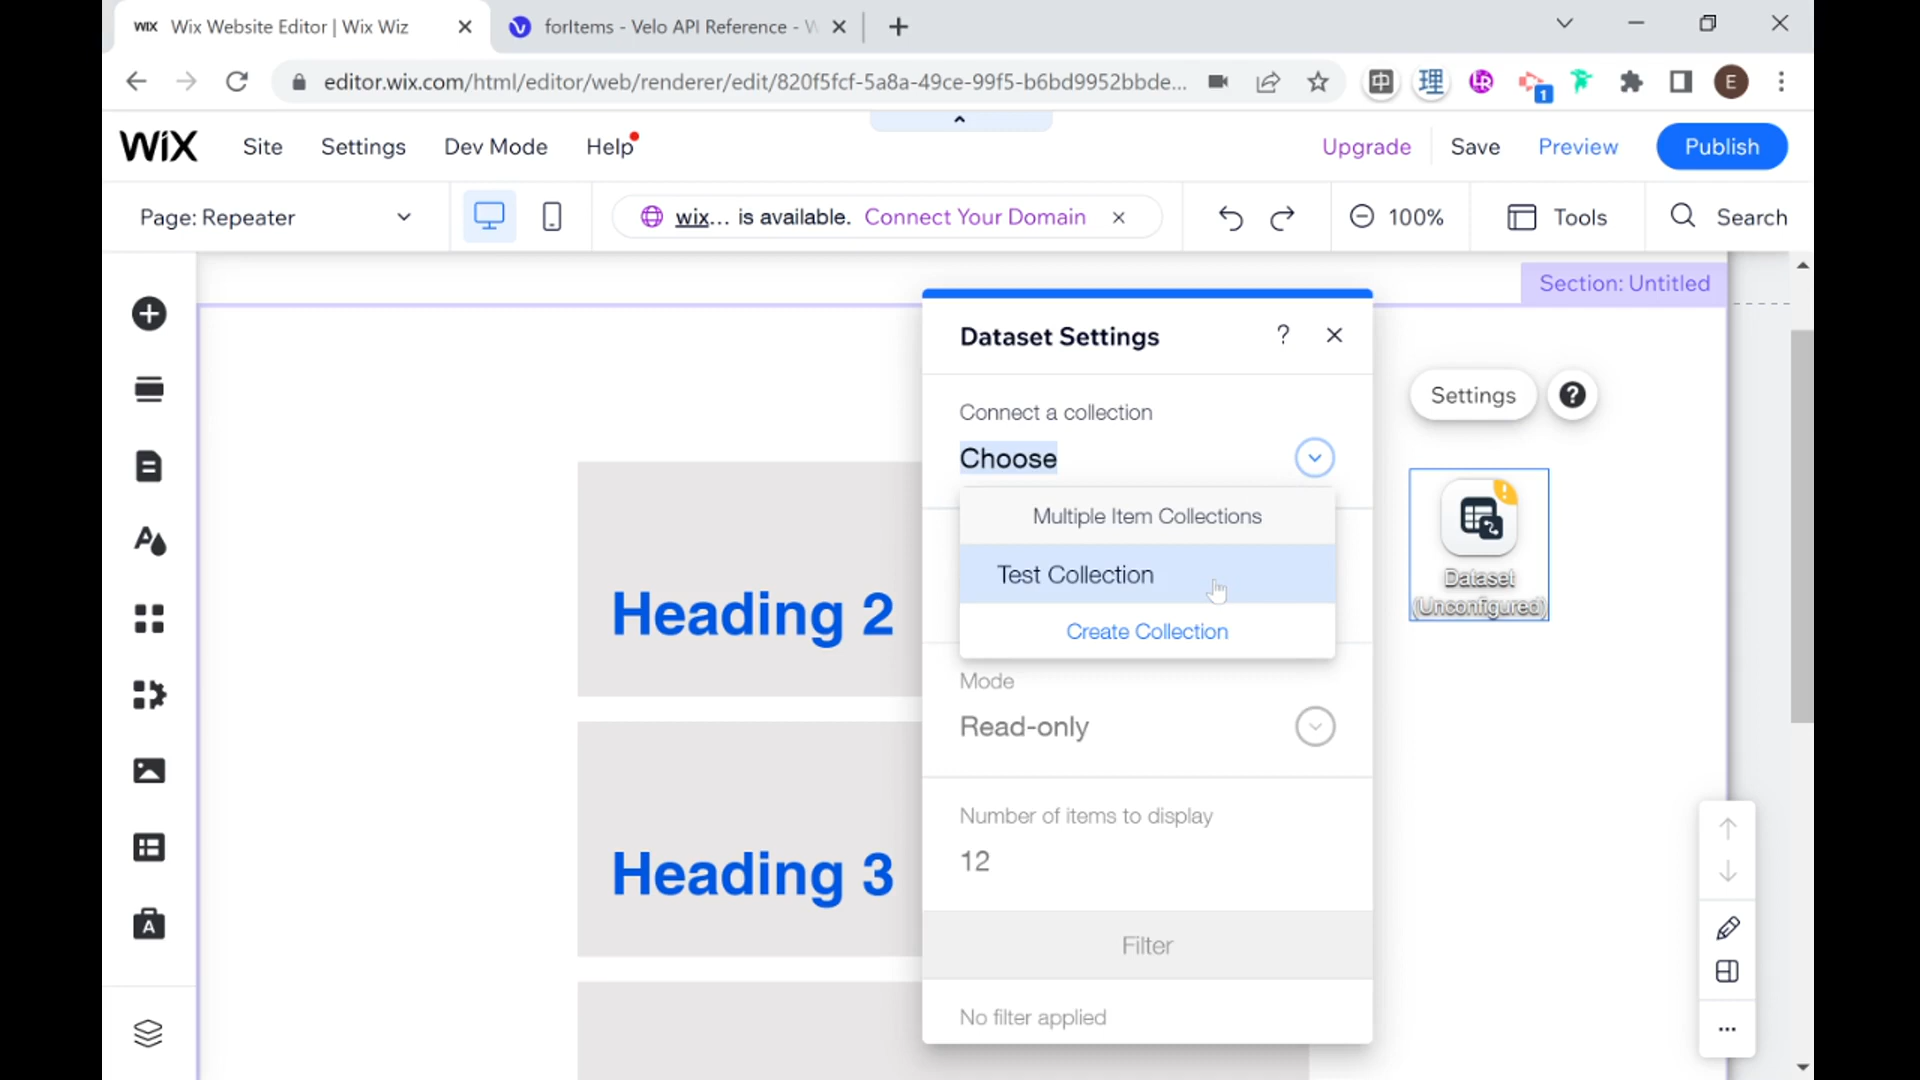 WIX Wix Website Editor | Wix Wiz
forItems - Velo API Reference - W
editor.wix.com/html/editor/web/renderer/edit/820f5fcf-5a8a-49ce-99f5-b6bd9952bbde...
中 理 1 E
WIX Site Settings Dev Mode Help Upgrade Save Preview Publish
Page: Repeater
wix... is available. Connect Your Domain
100% Tools Search
Section: Untitled
Dataset Settings ?
Settings ?
Connect a collection
Choose
Multiple Item Collections
Test Collection
Create Collection
Dataset
(Unconfigured)
Heading 2
Mode
Read-only
Number of items to display
12
Heading 3
Filter
No filter applied